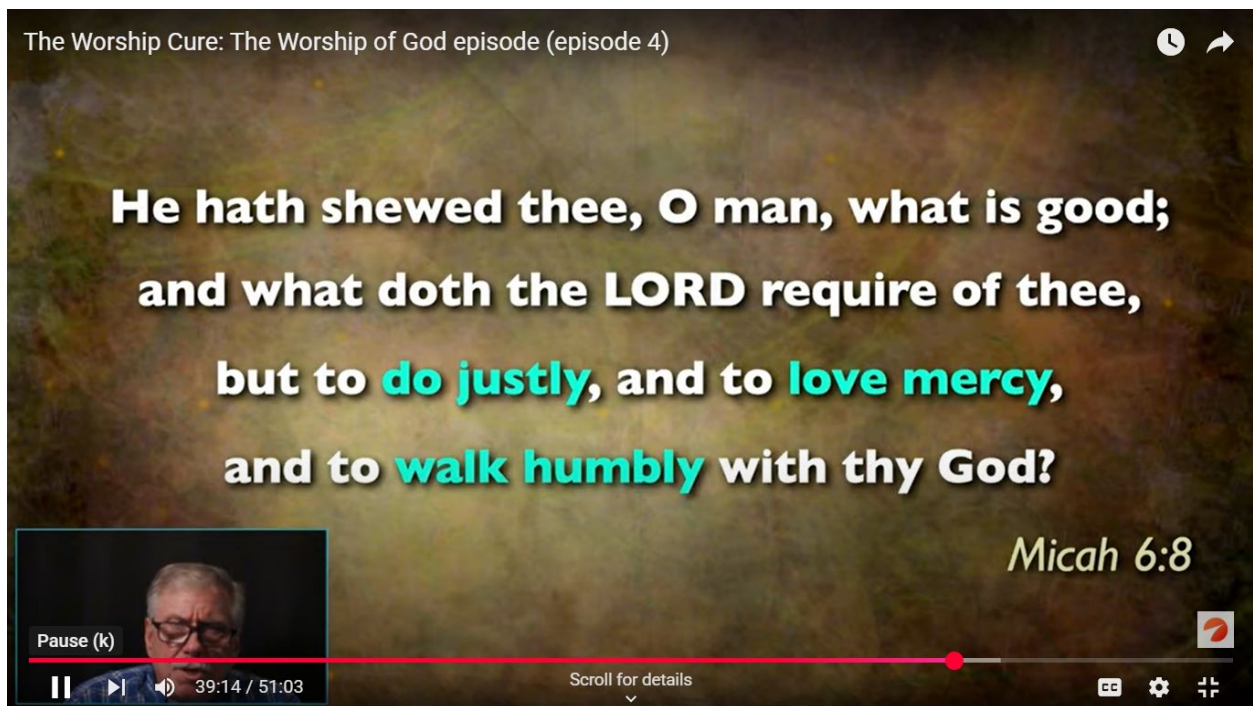 The Worship Cure: The Worship of God episode (episode 4)
He hath shewed thee, O man, what is good;
and what doth the LORD require of thee,
but to do justly, and to love mercy,
and to walk humbly with thy God?
Micah 6:8
Pause (k)
39:14 / 51:03
Scroll for details
CC